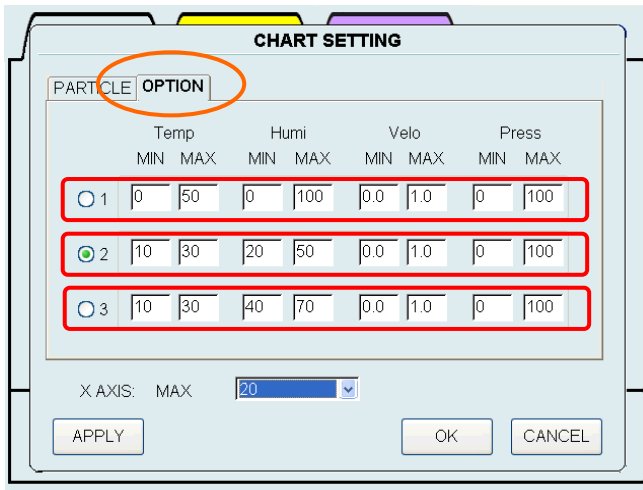 CHART SETTING
PARTICLE OPTION
Temp Humi Velo Press
MIN MAX MIN MAX MIN MAX MIN MAX
1 0 50 0 100 0.0 1.0 0 100
2 10 30 20 50 0.0 1.0 0 100
3 10 30 40 70 0.0 1.0 0 100
X AXIS: MAX 20
APPLY OK CANCEL